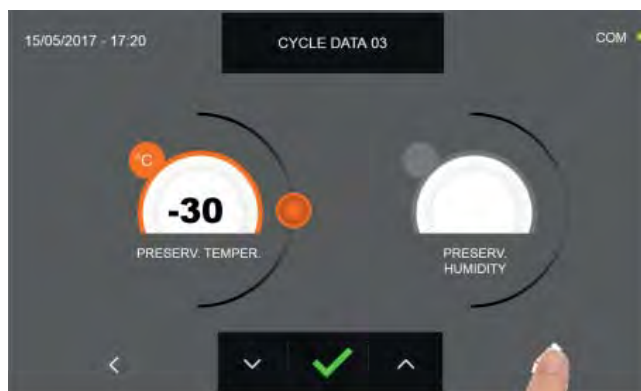 15/05/2017 - 17:20
CYCLE DATA 03
COM
°C
-30
PRESERV. TEMPER.
PRESERV.
HUMIDITY